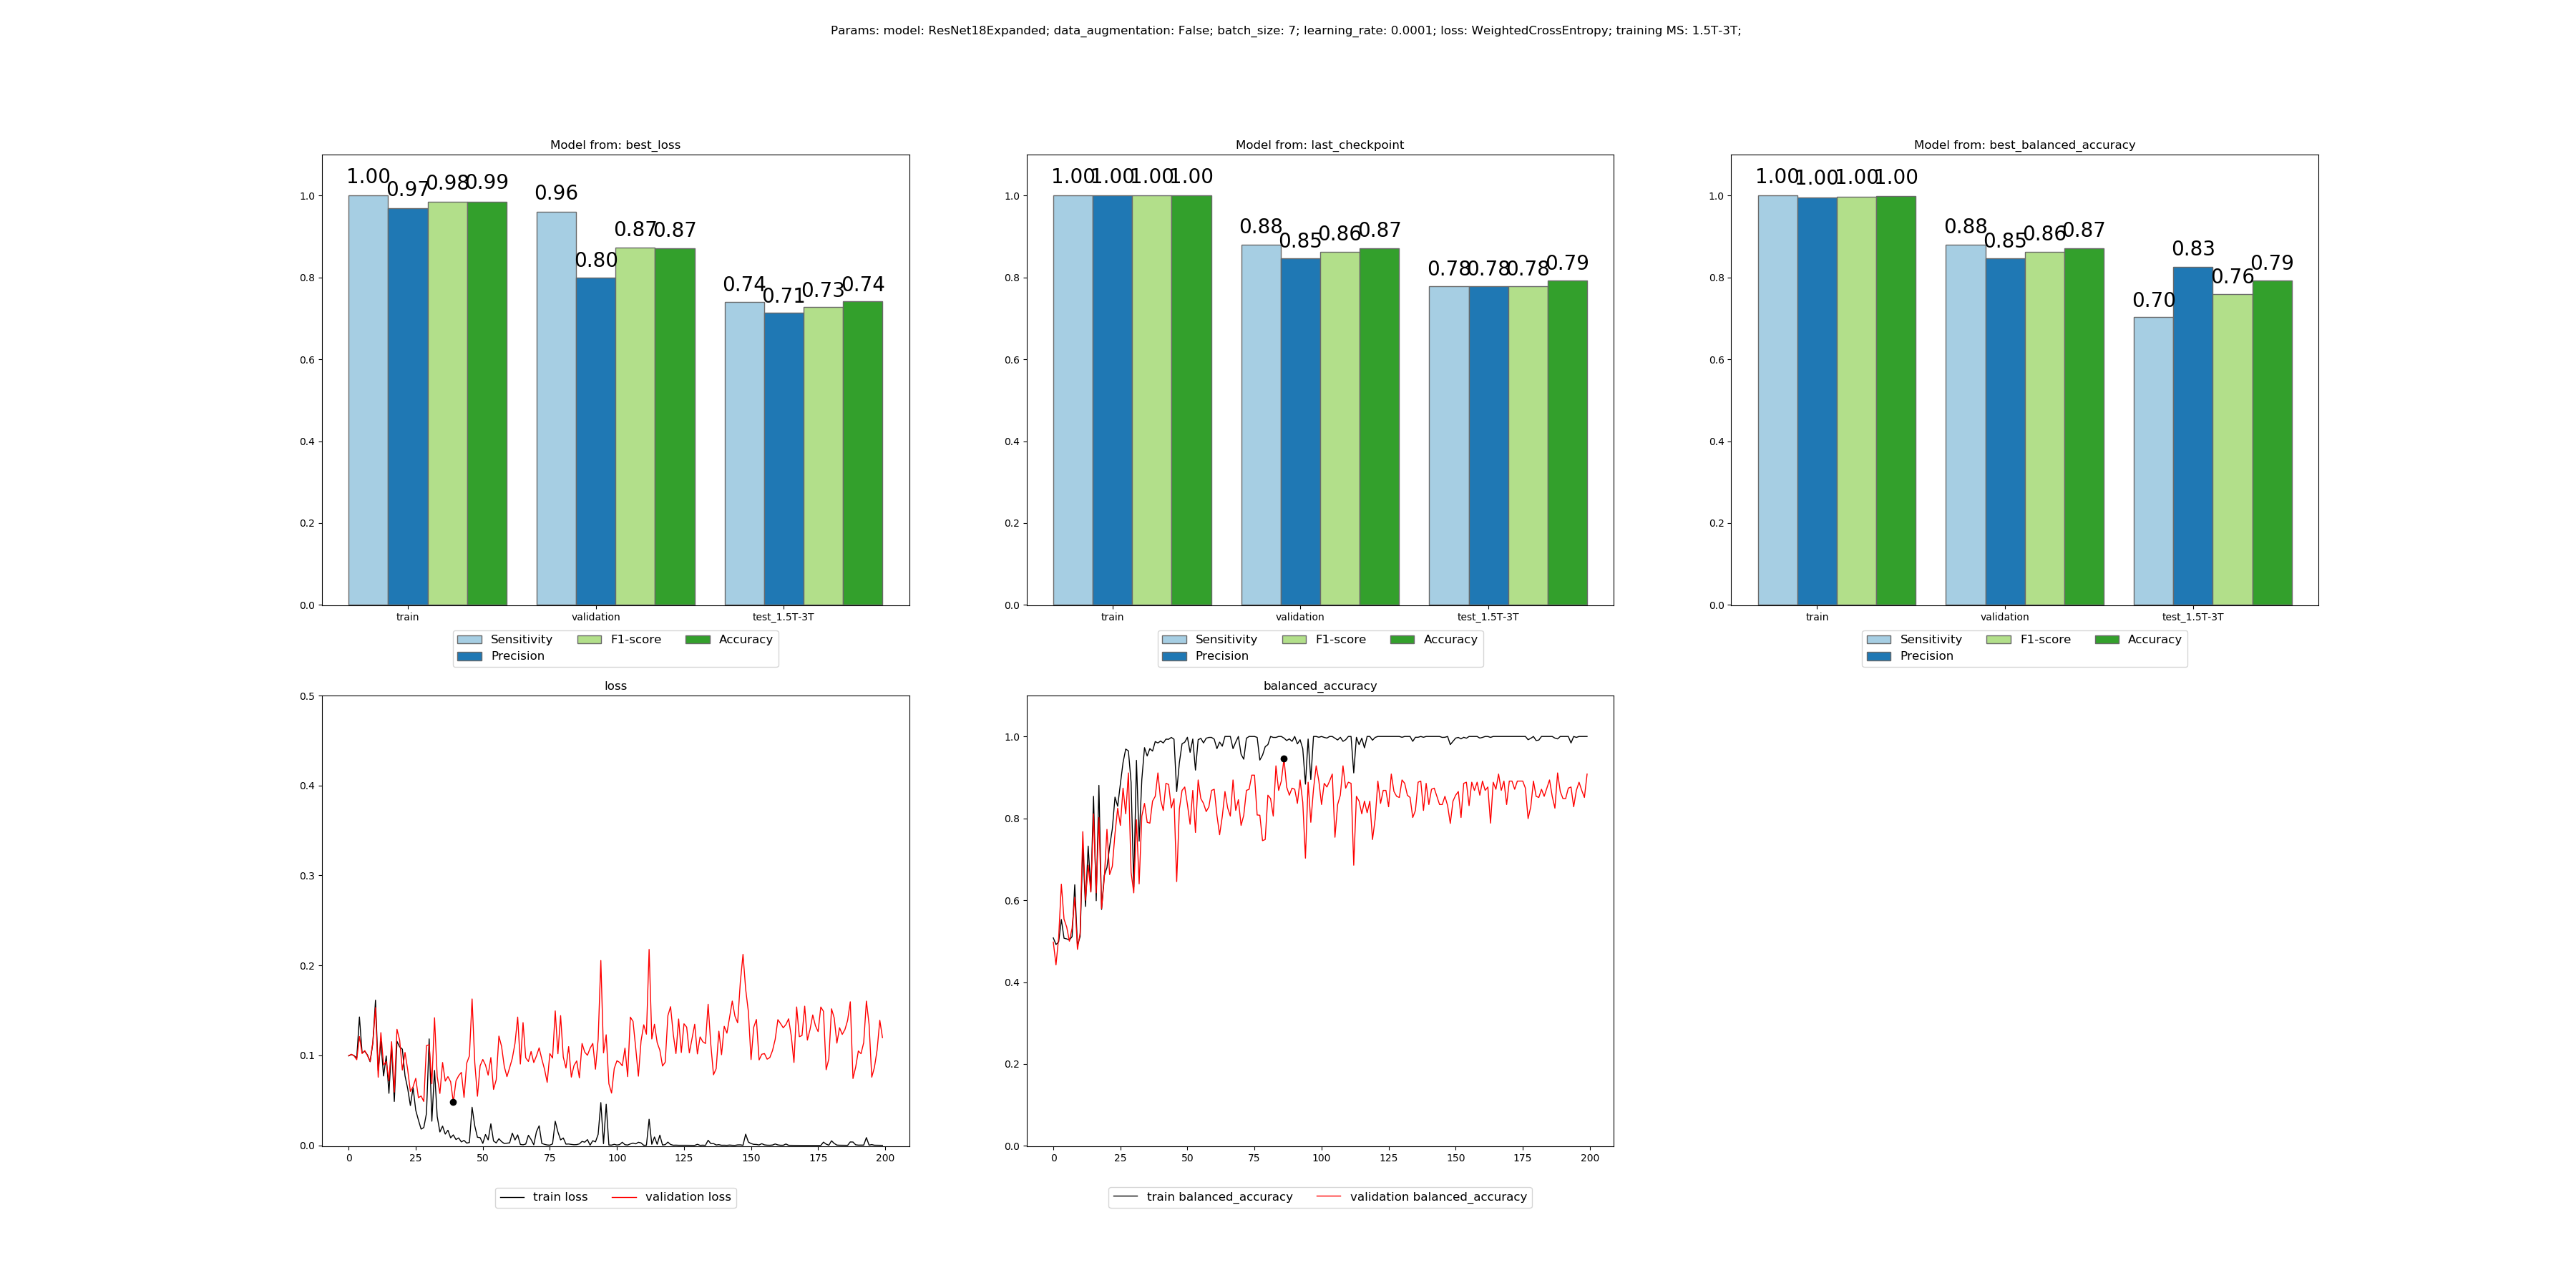 Params: model: ResNet18Expanded; data_augmentation: False; batch_size: 7; learning_rate: 0.0001; loss: WeightedCrossEntropy; training MS: 1.5T-3T;
Model from: best_loss
1.00 0.97 0.98 0.99 0.96 0.80 0.87 0.87 0.74 0.71 0.73 0.74
1.0
0.8
0.6
0.4
0.2
0.0
train validation test_1.5T-3T
Sensitivity F1-score Accuracy
Precision
Model from: last_checkpoint
1.00 1.00 1.00 1.00 0.88 0.85 0.86 0.87 0.78 0.78 0.78 0.79
1.0
0.8
0.6
0.4
0.2
0.0
train validation test_1.5T-3T
Sensitivity F1-score Accuracy
Precision
Model from: best_balanced_accuracy
1.00 1.00 1.00 1.00 0.88 0.85 0.86 0.87 0.70 0.83 0.76 0.79
1.0
0.8
0.6
0.4
0.2
0.0
train validation test_1.5T-3T
Sensitivity F1-score Accuracy
Precision
loss
0.5
0.4
0.3
0.2
0.1
0.0
0 25 50 75 100 125 150 175 200
train loss validation loss
balanced_accuracy
1.0
0.8
0.6
0.4
0.2
0.0
0 25 50 75 100 125 150 175 200
train balanced_accuracy validation balanced_accuracy